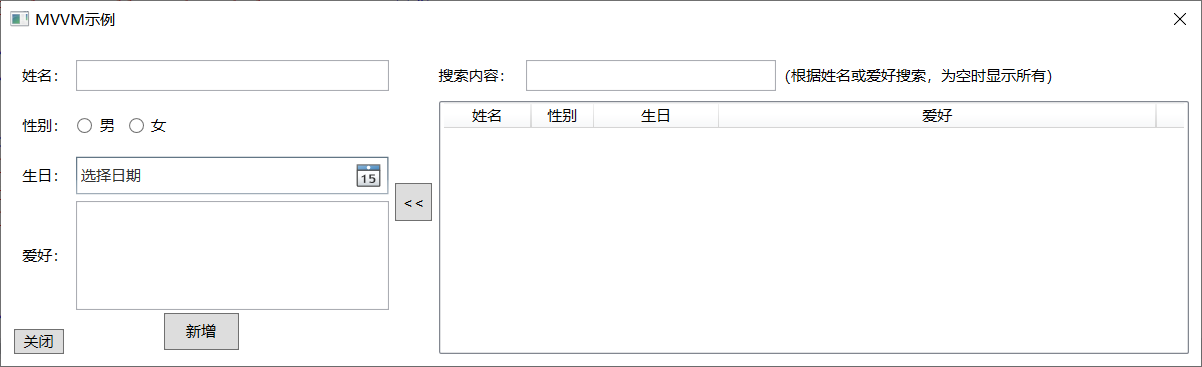 MVVM示例
姓名：
搜索内容：
(根据姓名或爱好搜索，为空时显示所有)
性别： 男 女
姓名 性别 生日 爱好
生日： 选择日期 15
<<
爱好：
新增
关闭